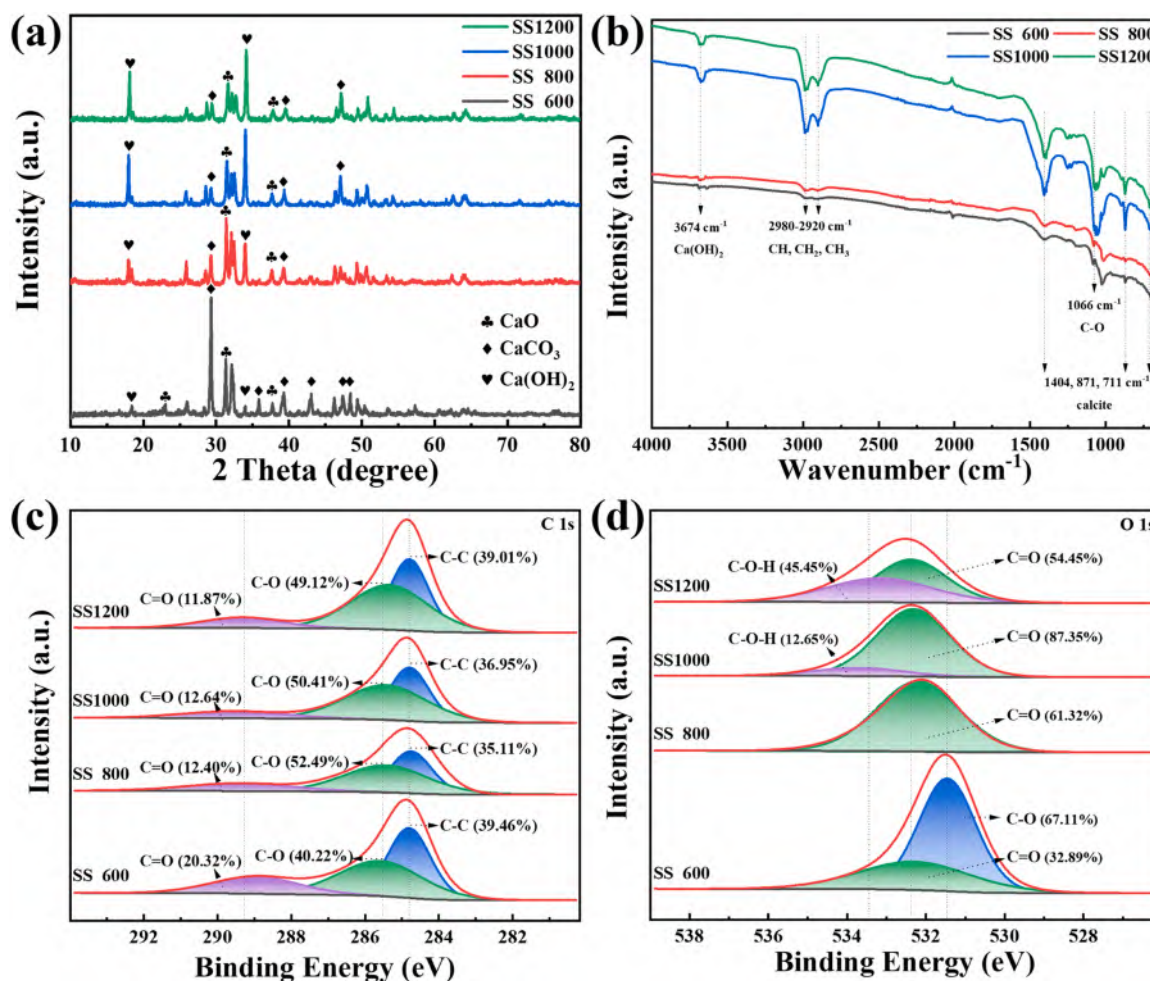 (a)
SS1200
SS1000
SS 800
SS 600
CaO
CaCO3
Ca(OH)2
Intensity (a.u.)
10 20 30 40 50 60 70 80
2 Theta (degree)
(b)
SS 600 SS 800
SS1000 SS1200
3674 cm-1
Ca(OH)2
2980-2920 cm-1
CH, CH2, CH3
1066 cm-1
C-O
1404, 871, 711 cm-1
calcite
Intensity (a.u.)
4000 3500 3000 2500 2000 1500 1000
Wavenumber (cm-1)
(c)
C 1s
C-C (39.01%)
C-O (49.12%)
C=O (11.87%)
SS1200
C-C (36.95%)
C-O (50.41%)
C=O (12.64%)
SS1000
C-C (35.11%)
C-O (52.49%)
C=O (12.40%)
SS 800
C-C (39.46%)
C-O (40.22%)
C=O (20.32%)
SS 600
Intensity (a.u.)
292 290 288 286 284 282
Binding Energy (eV)
(d)
O 1s
C-O-H (45.45%)
C=O (54.45%)
SS1200
C-O-H (12.65%)
C=O (87.35%)
SS1000
C=O (61.32%)
SS 800
C-O (67.11%)
C=O (32.89%)
SS 600
Intensity (a.u.)
538 536 534 532 530 528
Binding Energy (eV)